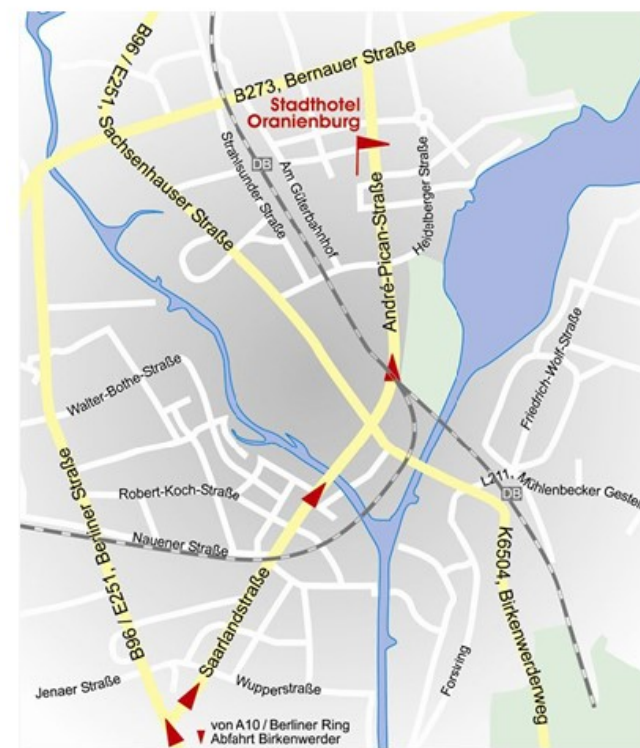 B96 / E251, Sachsenhauser Straße
B273, Bernauer Straße
Stadthotel
Oranienburg
Strahlsunder Straße
DB
Am Güterbahnhof
André-Pican-Straße
Heidelberger Straße
Friedrich-Wolf-Straße
Walter-Bothe-Straße
Robert-Koch-Straße
Nauener Straße
B96 / E251, Berliner Straße
L211, Mühlenbecker Gestell
DB
K6504, Birkenwerderweg
Saarlandstraße
Jenaer Straße
Wupperstraße
Forsiring
von A10 / Berliner Ring
Abfahrt Birkenwerder